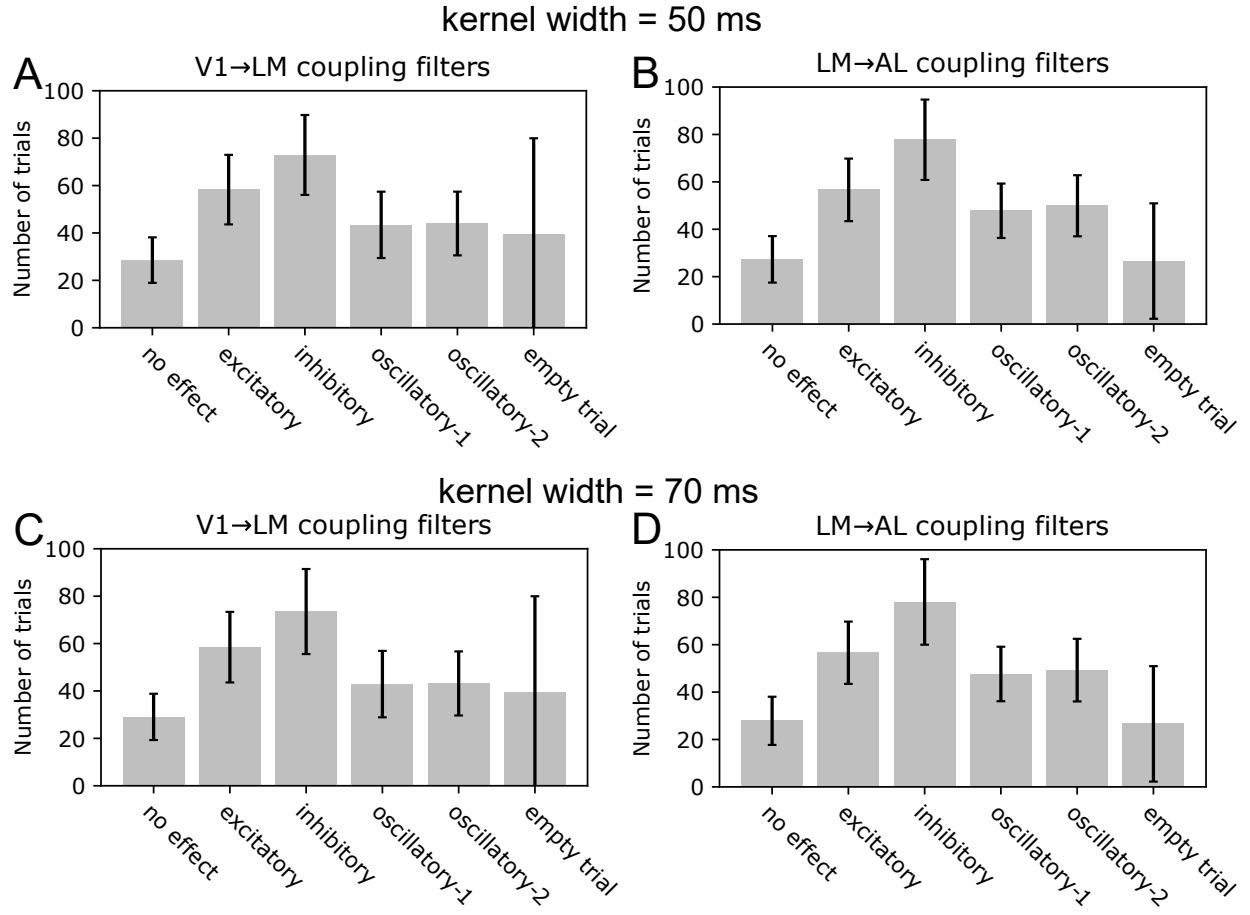 kernel width = 50 ms
A
V1→LM coupling filters
Number of trials
100
80
60
40
20
0
no effect
excitatory
inhibitory
oscillatory-1
oscillatory-2
empty trial
B
LM→AL coupling filters
Number of trials
100
80
60
40
20
0
no effect
excitatory
inhibitory
oscillatory-1
oscillatory-2
empty trial
kernel width = 70 ms
C
V1→LM coupling filters
Number of trials
100
80
60
40
20
0
no effect
excitatory
inhibitory
oscillatory-1
oscillatory-2
empty trial
D
LM→AL coupling filters
Number of trials
100
80
60
40
20
0
no effect
excitatory
inhibitory
oscillatory-1
oscillatory-2
empty trial